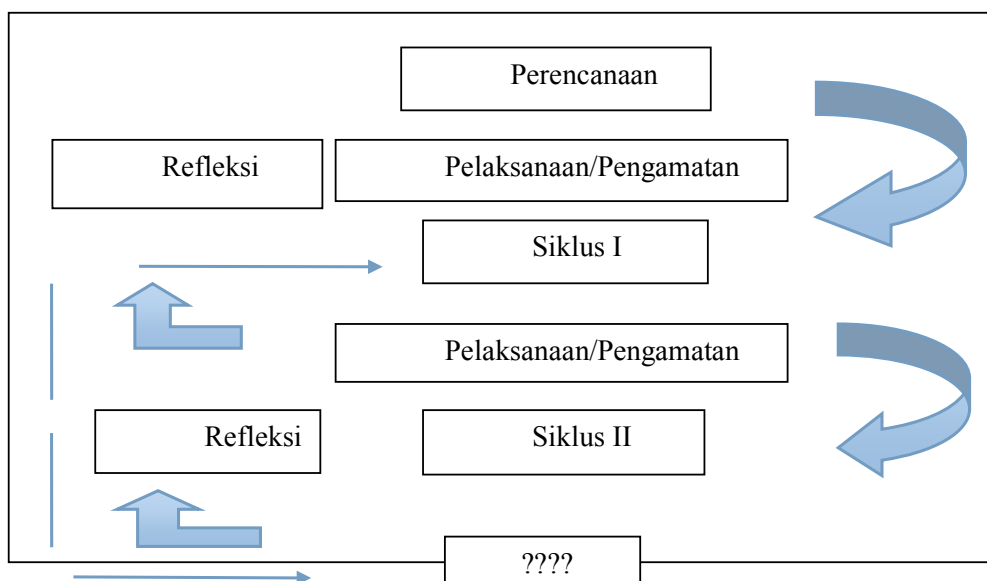 Perencanaan
Refleksi
Pelaksanaan/Pengamatan
Siklus I
Pelaksanaan/Pengamatan
Refleksi
Siklus II
????